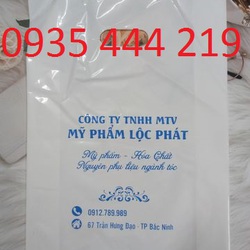 0935 444 219
CÔNG TY TNHH MTV
MỸ PHẨM LỘC PHÁT
Mỹ phẩm - Hóa Chất
Nguyên phụ liệu ngành tóc
0912.789.989
67 Trần Hưng Đạo - TP Bắc Ninh